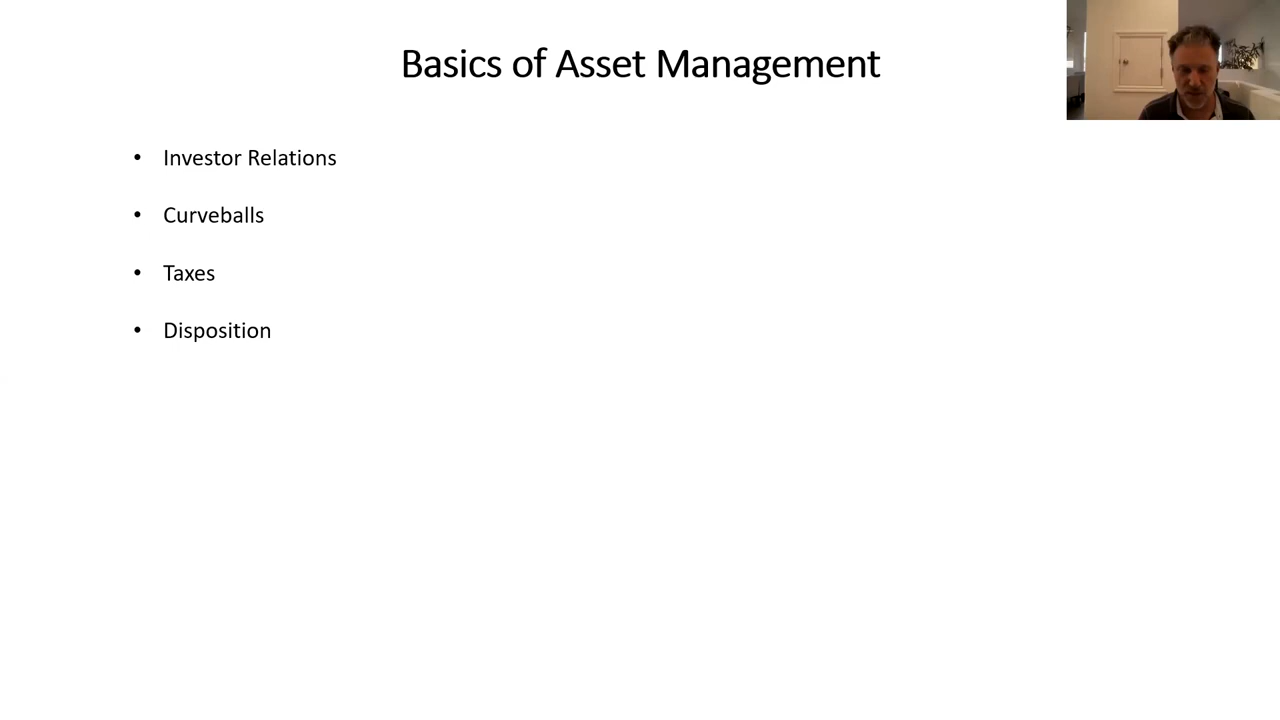 Basics of Asset Management
• Investor Relations
• Curveballs
• Taxes
• Disposition